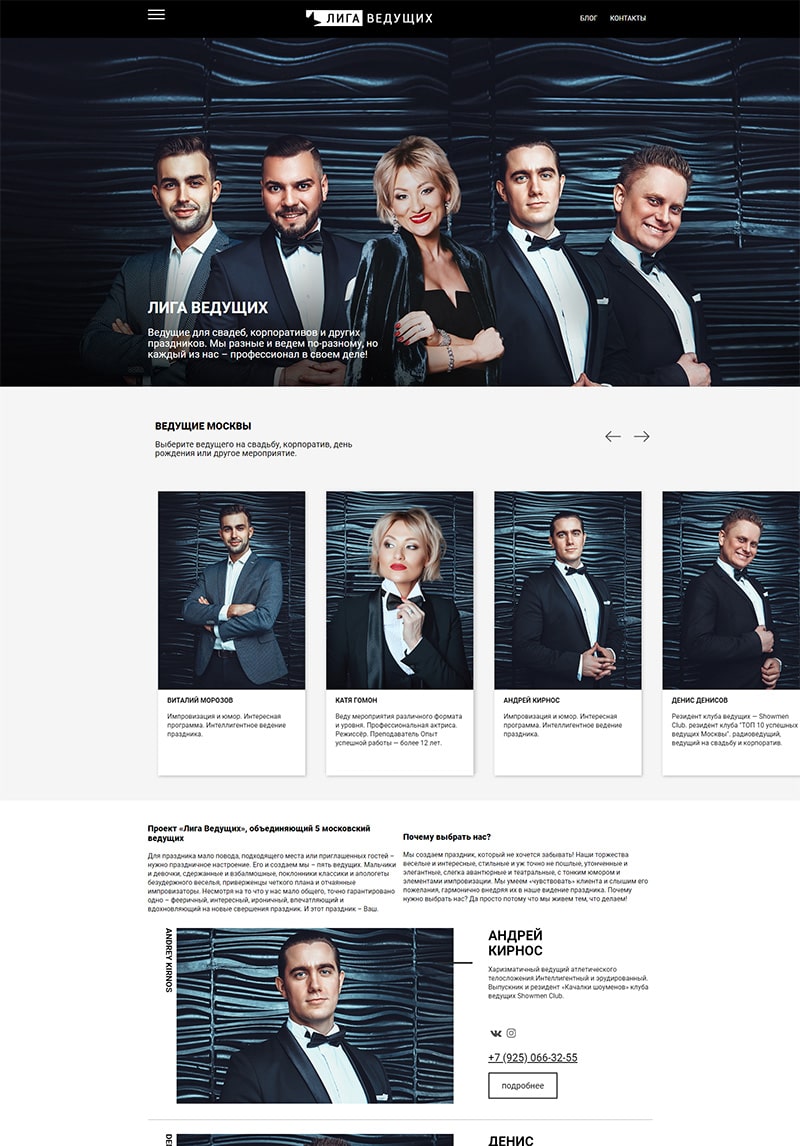 ЛИГА ВЕДУЩИХ
БЛОГ КОНТАКТЫ
ЛИГА ВЕДУЩИХ
Ведущие для свадеб, корпоративов и других
праздников. Мы разные и ведем по-разному, но
каждый из нас – профессионал в своем деле!
ВЕДУЩИЕ МОСКВЫ
Выберите ведущего на свадьбу, корпоратив, день
рождения или другое мероприятие.
ВИТАЛИЙ МОРОЗОВ
Импровизация и юмор. Интересная
программа. Интеллигентное ведение
праздника.
КАТЯ ГОМОН
Веду мероприятия различного формата
и уровня. Профессиональная актриса.
Режиссёр. Преподаватель Опыт
успешной работы — более 12 лет.
АНДРЕЙ КИРНОС
Импровизация и юмор. Интересная
программа. Интеллигентное ведение
праздника.
ДЕНИС ДЕНИСОВ
Резидент клуба ведущих — Showmen
Club. резидент клуба "ТОП 10 успешных
ведущих Москвы". радиоведущий,
ведущий на свадьбу и корпоратив.
Проект «Лига Ведущих», объединяющий 5 московский
ведущих
Для праздника мало повода, подходящего места или приглашенных гостей –
нужно праздничное настроение. Его и создаем мы – пять ведущих. Мальчики
и девочки, сдержанные и взбалмошные, поклонники классики и апологеты
безудержного веселья, приверженцы четкого плана и отчаянные
импровизаторы. Несмотря на то что у нас мало общего, точно гарантировано
одно – фееричный, интересный, ироничный, впечатляющий и
вдохновляющий на новые свершения праздник. И этот праздник – Ваш.
Почему выбрать нас?
Мы создаем праздник, который не хочется забывать! Наши торжества
веселые и интересные, стильные и уж точно не пошлые, утонченные и
элегантные, слегка авантюрные и театральные, с тонким юмором и
элементами импровизации. Мы умеем «чувствовать» клиента и слышим его
пожелания, гармонично внедряя их в наше видение праздника. Почему
нужно выбрать нас? Да просто потому что мы живем тем, что делаем!
ANDREY KIRNOS
АНДРЕЙ
КИРНОС
Харизматичный ведущий атлетического
телосложения Интеллигентный и эрудированный.
Выпускник и резидент «Качалки шоуменов» клуба
ведущих Showmen Club.
+7 (925) 066-32-55
подробнее
DE
ДЕНИС